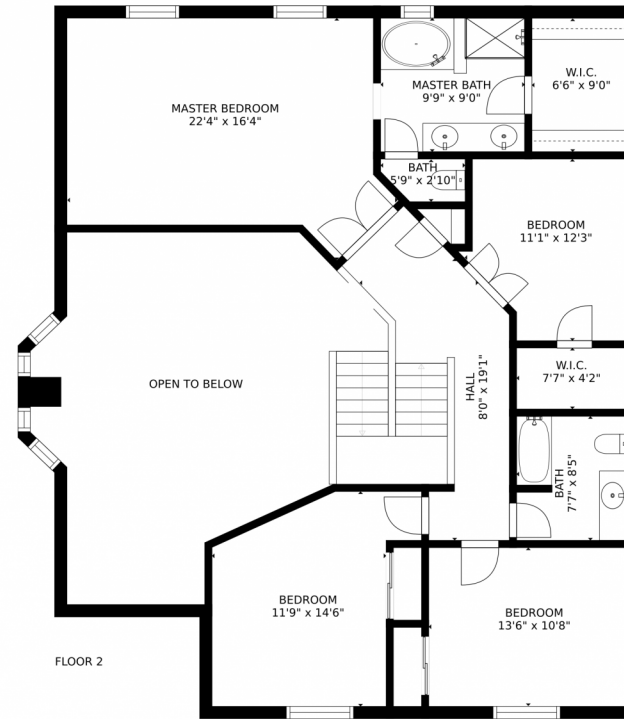 MASTER BEDROOM
22'4" x 16'4"
MASTER BATH
9'9" x 9'0"
W.I.C.
6'6" x 9'0"
BATH
5'9" x 2'10"
BEDROOM
11'1" x 12'3"
W.I.C.
7'7" x 4'2"
OPEN TO BELOW
HALL
8'0" x 19'1"
BATH
7'7" x 8'5"
BEDROOM
11'9" x 14'6"
BEDROOM
13'6" x 10'8"
FLOOR 2